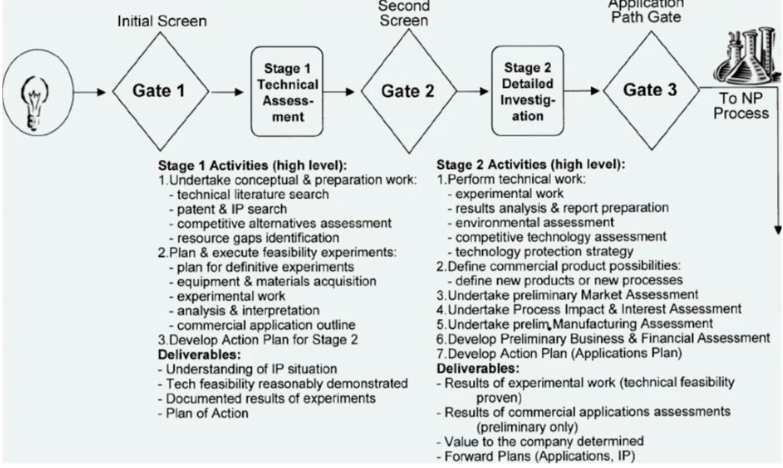 Initial Screen
Second
Screen
Application
Path Gate
Gate 1
Stage 1
Technical
Assess-
ment
Gate 2
Stage 2
Detailed
Investig-
ation
Gate 3
To NP
Process
Stage 1 Activities (high level):
1.Undertake conceptual & preparation work:
- technical literature search
- patent & IP search
- competitive alternatives assessment
- resource gaps identification
2.Plan & execute feasibility experiments:
- plan for definitive experiments
- equipment & materials acquisition
- experimental work
- analysis & interpretation
- commercial application outline
3.Develop Action Plan for Stage 2
Deliverables:
- Understanding of IP situation
- Tech feasibility reasonably demonstrated
- Documented results of experiments
- Plan of Action
Stage 2 Activities (high level):
1.Perform technical work:
- experimental work
- results analysis & report preparation
- environmental assessment
- competitive technology assessment
- technology protection strategy
2.Define commercial product possibilities:
- define new products or new processes
3.Undertake preliminary Market Assessment
4.Undertake Process Impact & Interest Assessment
5.Undertake prelim Manufacturing Assessment
6.Develop Preliminary Business & Financial Assessment
7.Develop Action Plan (Applications Plan)
Deliverables:
- Results of experimental work (technical feasibility
proven)
- Results of commercial applications assessments
(preliminary only)
- Value to the company determined
- Forward Plans (Applications, IP)